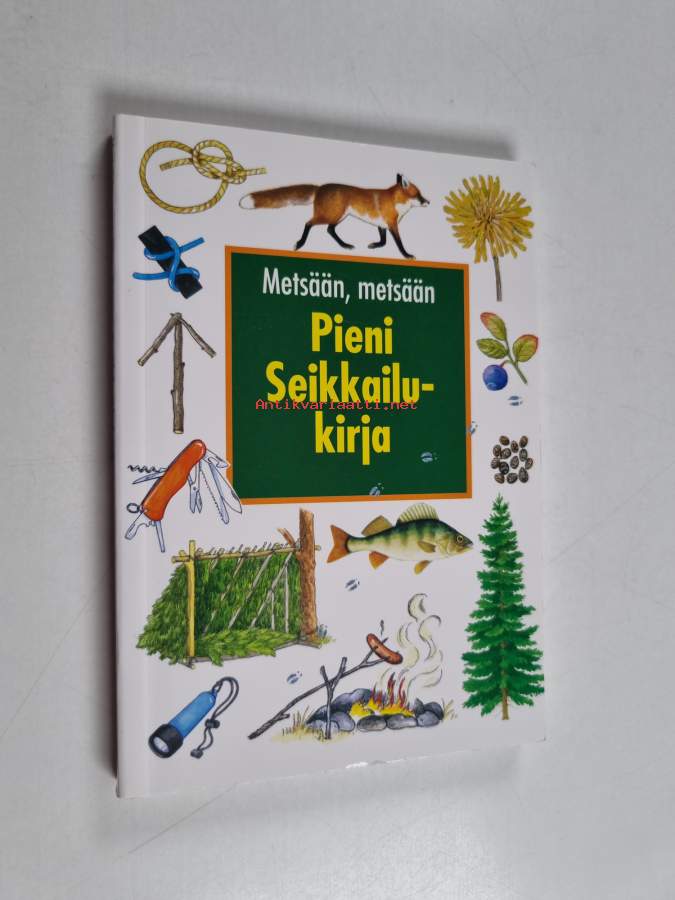 Metsään, metsään
Pieni
Seikkailu-
Antikvariaatti.net
kirja